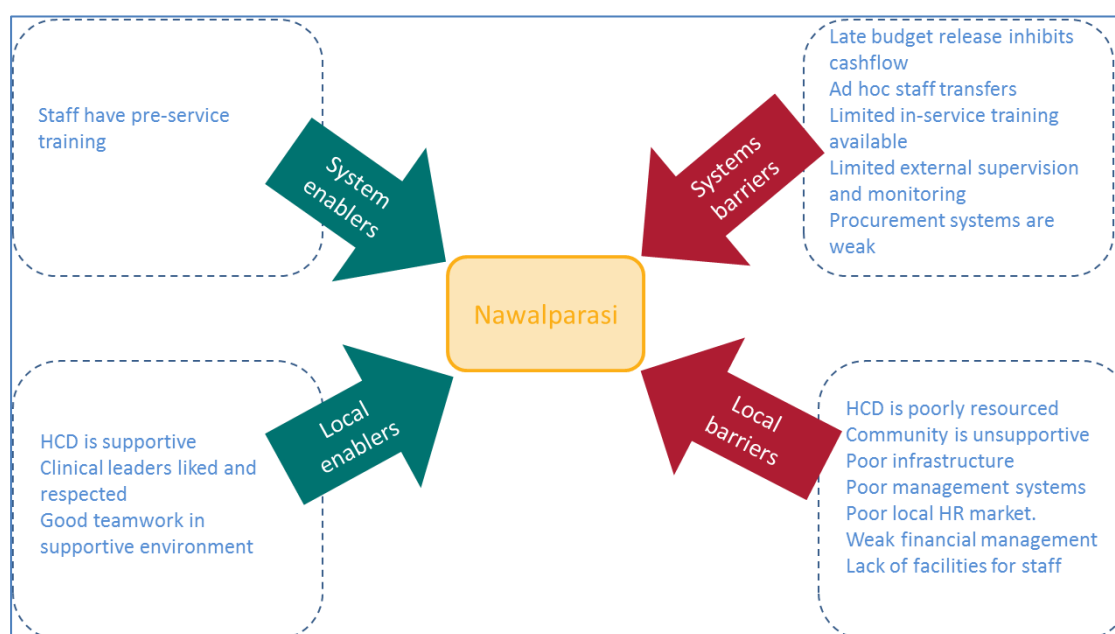 Staff have pre-service
training
System
enablers
Late budget release inhibits
cashflow
Ad hoc staff transfers
Limited in-service training
available
Limited external supervision
and monitoring
Procurement systems are
weak
Systems
barriers
Nawalparasi
HCD is supportive
Clinical leaders liked and
respected
Good teamwork in
supportive environment
Local
enablers
Local
barriers
HCD is poorly resourced
Community is unsupportive
Poor infrastructure
Poor management systems
Poor local HR market.
Weak financial management
Lack of facilities for staff